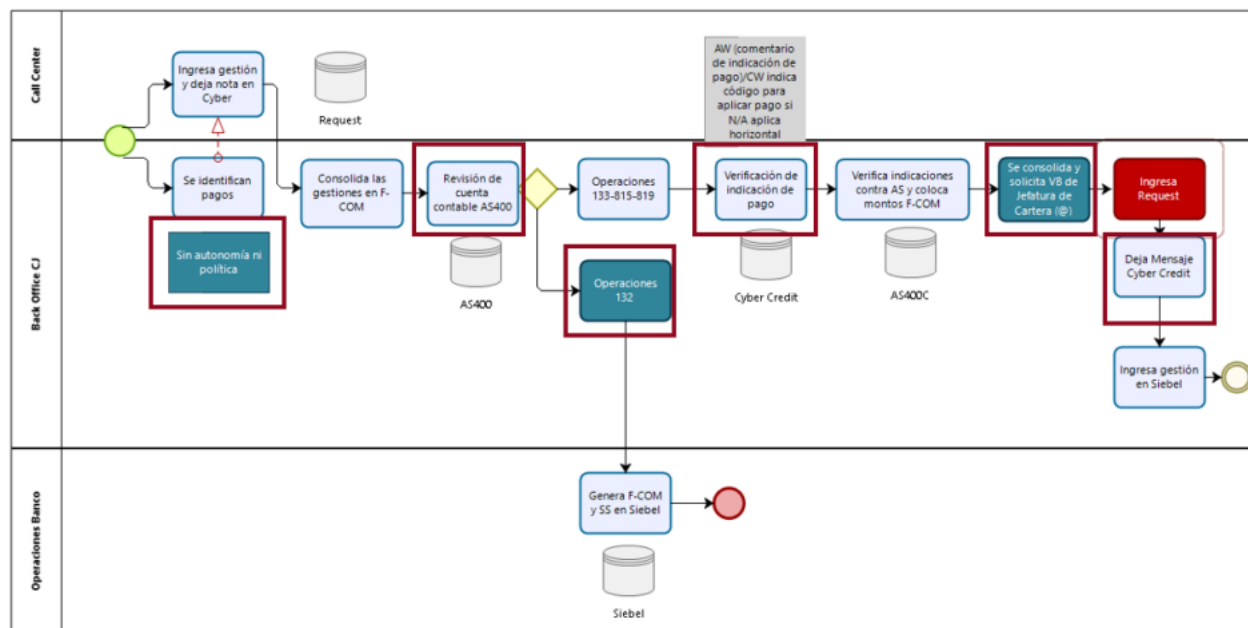 Call Center
Ingresa gestión
y deja nota en
Cyber
Request
AW (comentario
de indicación de
pago)/CW indica
código para
aplicar pago si
N/A aplica
horizontal
Back Office CJ
Se identifican
pagos
Sin autonomía ni
política
Consolida las
gestiones en F-
COM
Revisión de
cuenta
contable AS400
AS400
Operaciones
133-815-819
Operaciones
132
Verificación de
indicación de
pago
Cyber Credit
Verifica indicaciones
contra AS y coloca
montos F-COM
AS400C
Se consolida y
solicita VB de
Jefatura de
Cartera (@)
Ingresa
Request
Deja Mensaje
Cyber Credit
Ingresa gestión
en Siebel
Operaciones Banco
Genera F-COM
y SS en Siebel
Siebel